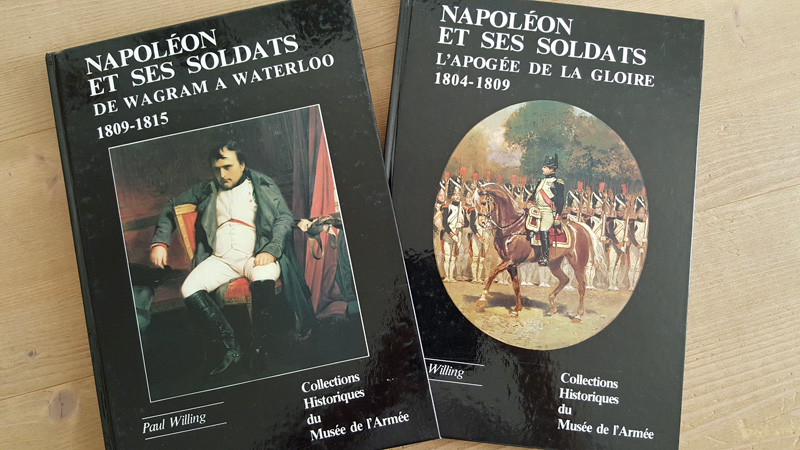 NAPOLÉON
ET SES SOLDATS
DE WAGRAM A WATERLOO
1809-1815
Paul Willing
Collections
Historiques
du
Musée de l'Armée
NAPOLÉON
ET SES SOLDATS
L'APOGÉE DE LA GLOIRE
1804-1809
Willing
Collections
Historiques
du
Musée de l'Armée